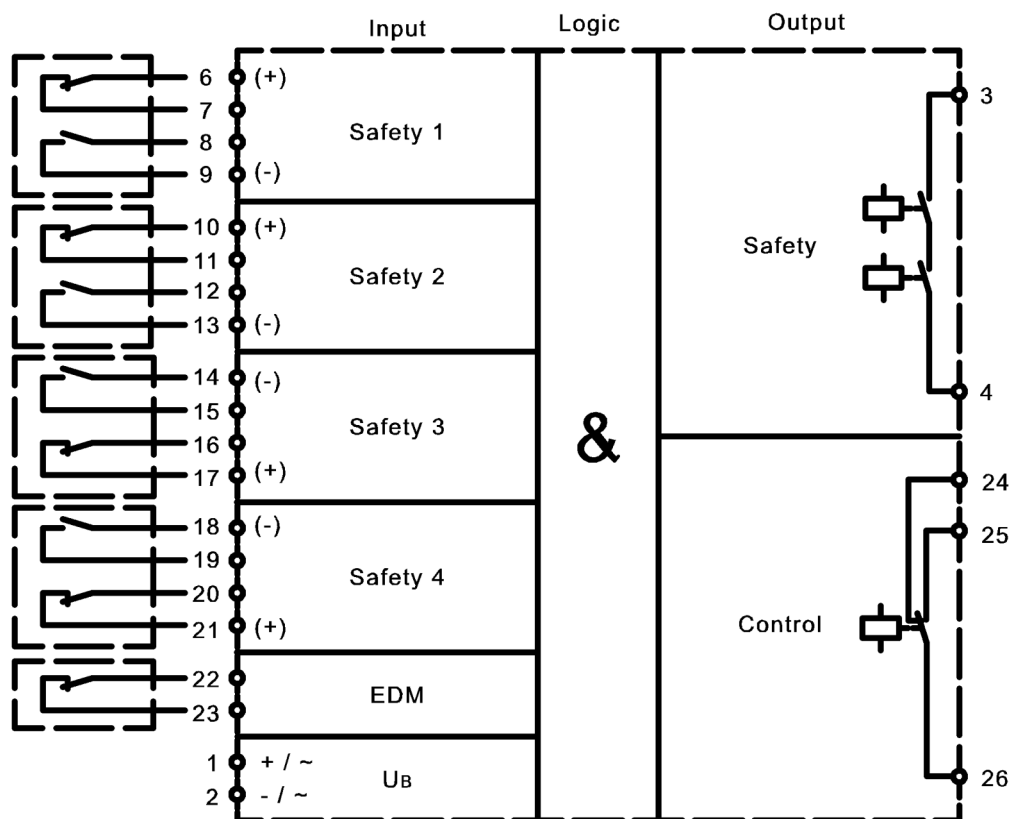 Input Logic Output
6 (+)
7
Safety 1
8
9 (-)
10 (+)
11
Safety 2
12
13 (-)
14 (-)
15
Safety 3
16
17 (+)
18 (-)
19
Safety 4
20
21 (+)
22
EDM
23
1 + / ~
UB
2 - / ~
&
3
Safety
4
24
25
Control
26